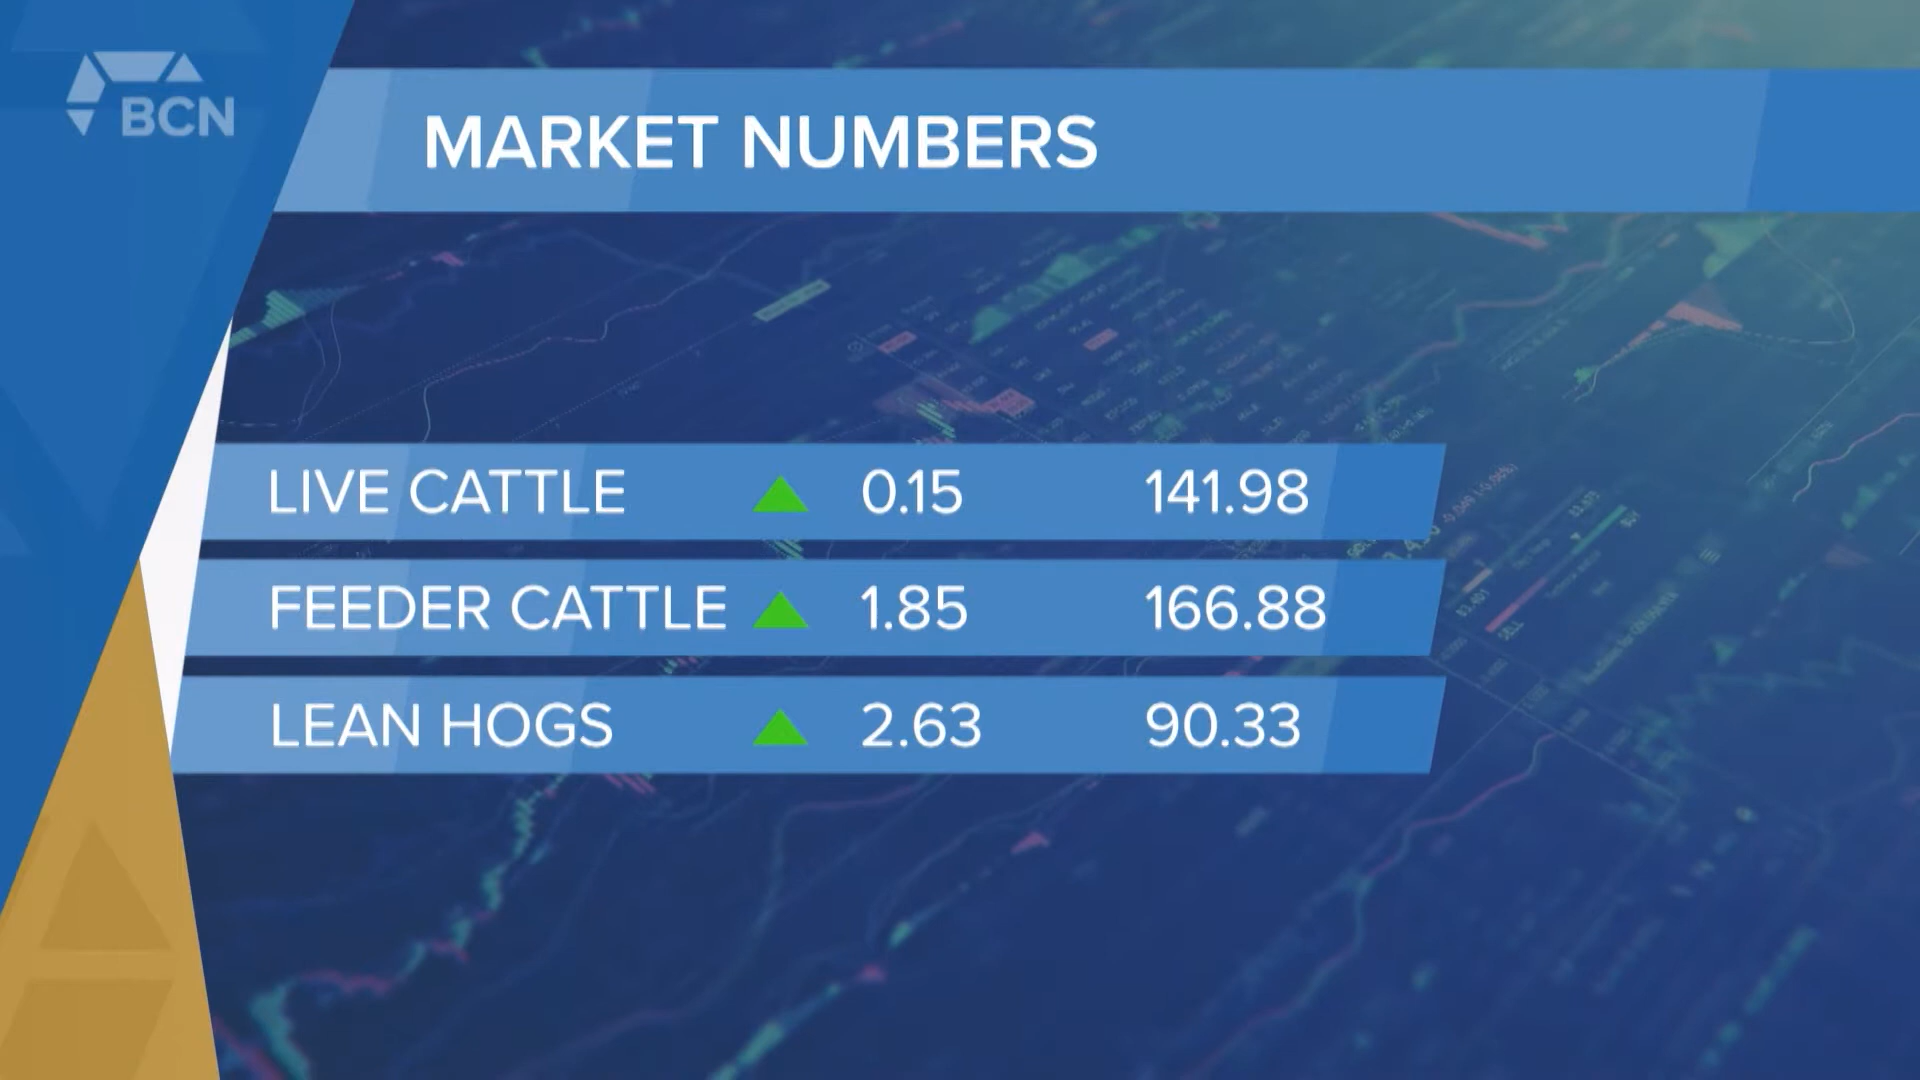 BCN
MARKET NUMBERS
LIVE CATTLE 0.15 141.98
FEEDER CATTLE 1.85 166.88
LEAN HOGS 2.63 90.33
SELL